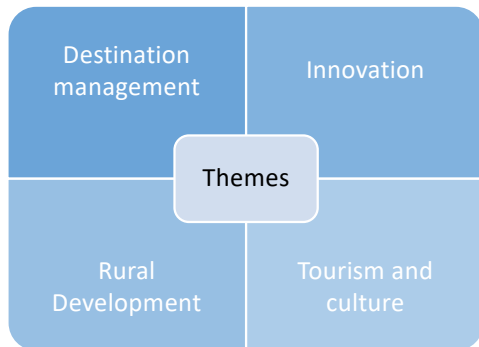 Destination
management
Innovation
Themes
Rural
Development
Tourism and
culture